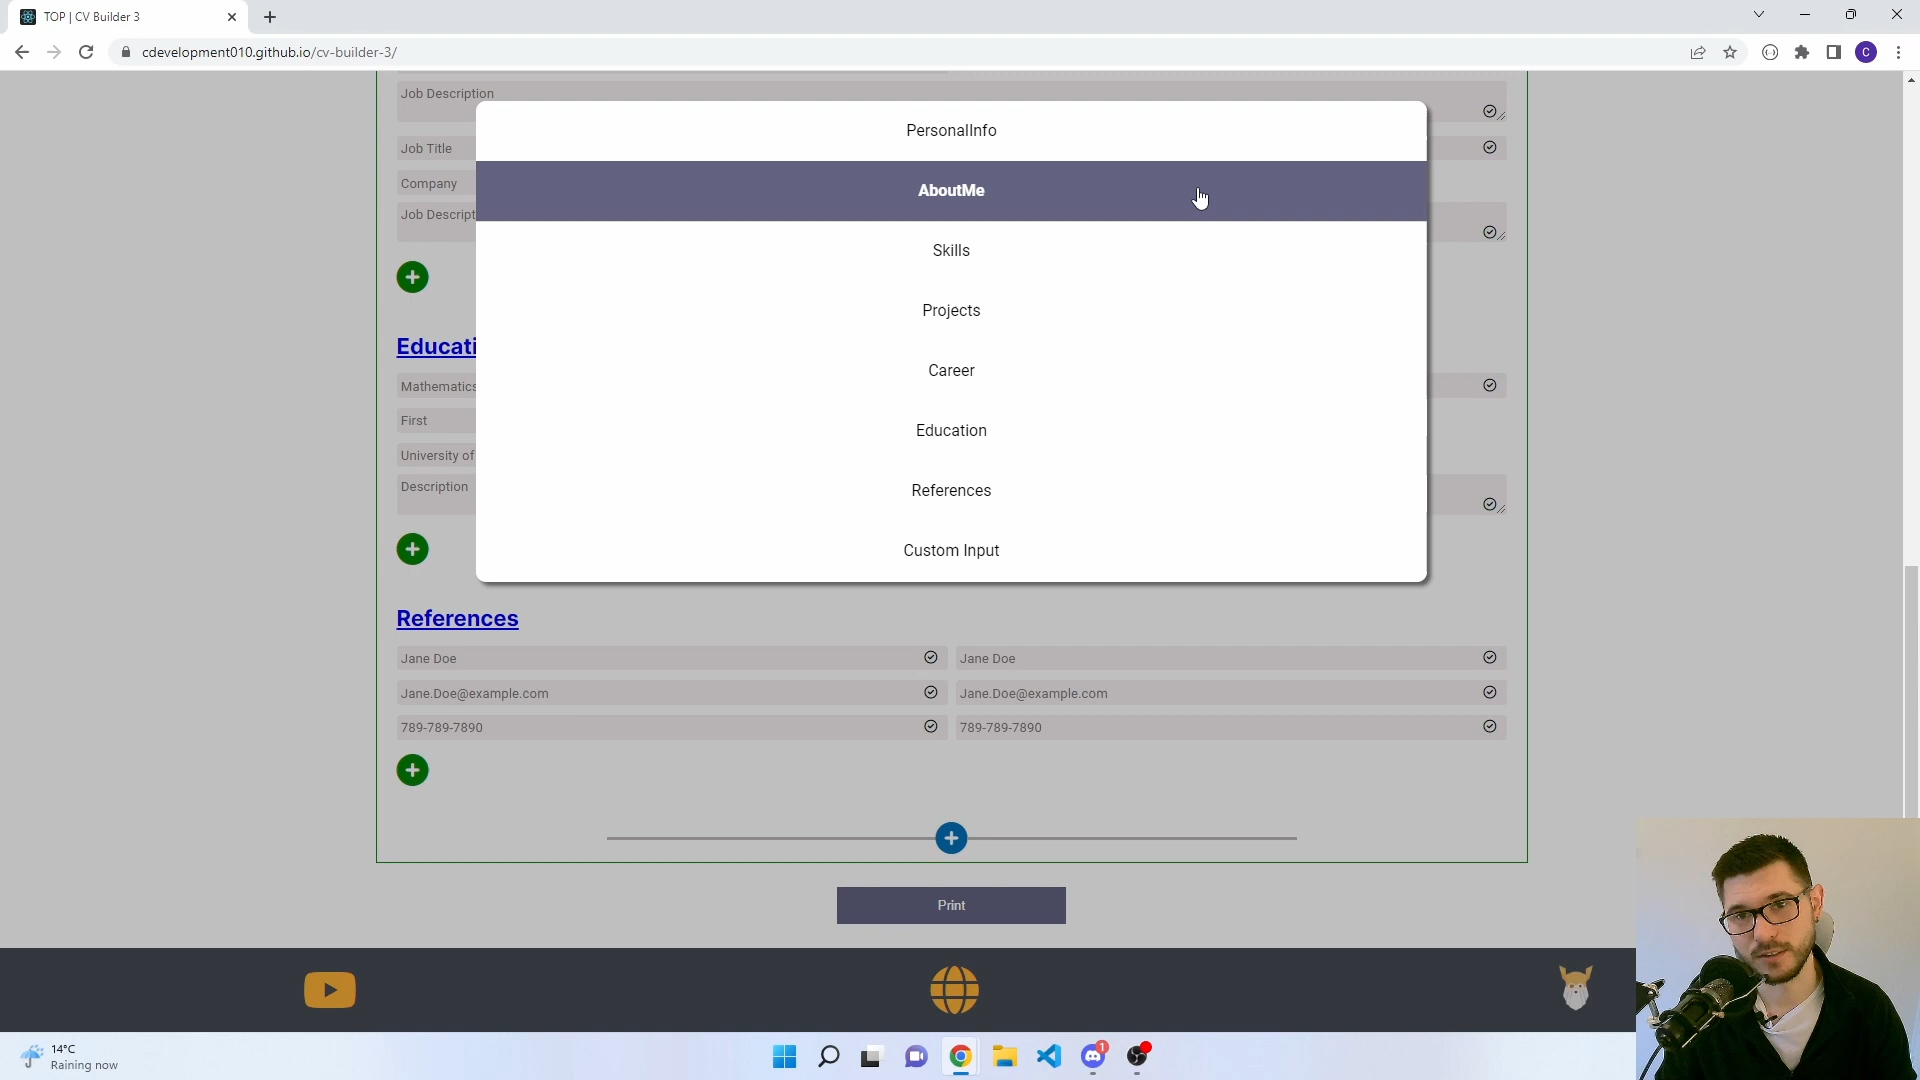 TOP | CV Builder 3
cdevelopment010.github.io/cv-builder-3/
C
Job Description
PersonalInfo
Job Title
Company
AboutMe
Job Descript
Skills
Projects
Educati
Career
Mathematics
First
Education
University of
Description
References
Custom Input
References
Jane Doe
Jane Doe
Jane.Doe@example.com
Jane.Doe@example.com
789-789-7890
789-789-7890
Print
14°C
Raining now
1